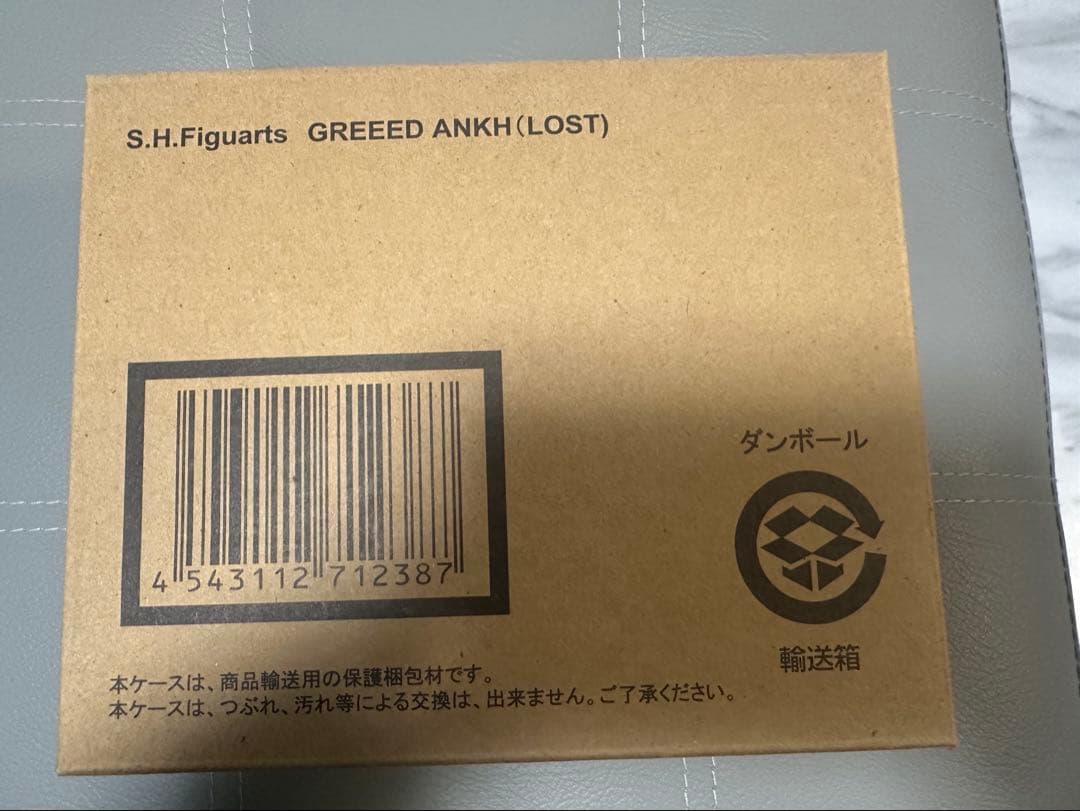 S.H.Figuarts GREEED ANKH（LOST)
ダンボール
4 543112 712387
輸送箱
本ケースは、商品輸送用の保護梱包材です。
本ケースは、つぶれ、汚れ等による交換は、出来ません。ご了承ください。